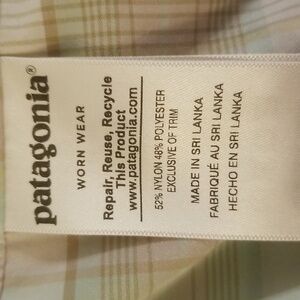 patagonia®
WORN WEAR
Repair, Reuse, Recycle
This Product
www.patagonia.com
52% NYLON 48% POLYESTER
EXCLUSIVE OF TRIM
MADE IN SRI LANKA
FABRIQUÉ AU SRI LANKA
HECHO EN SRI LANKA